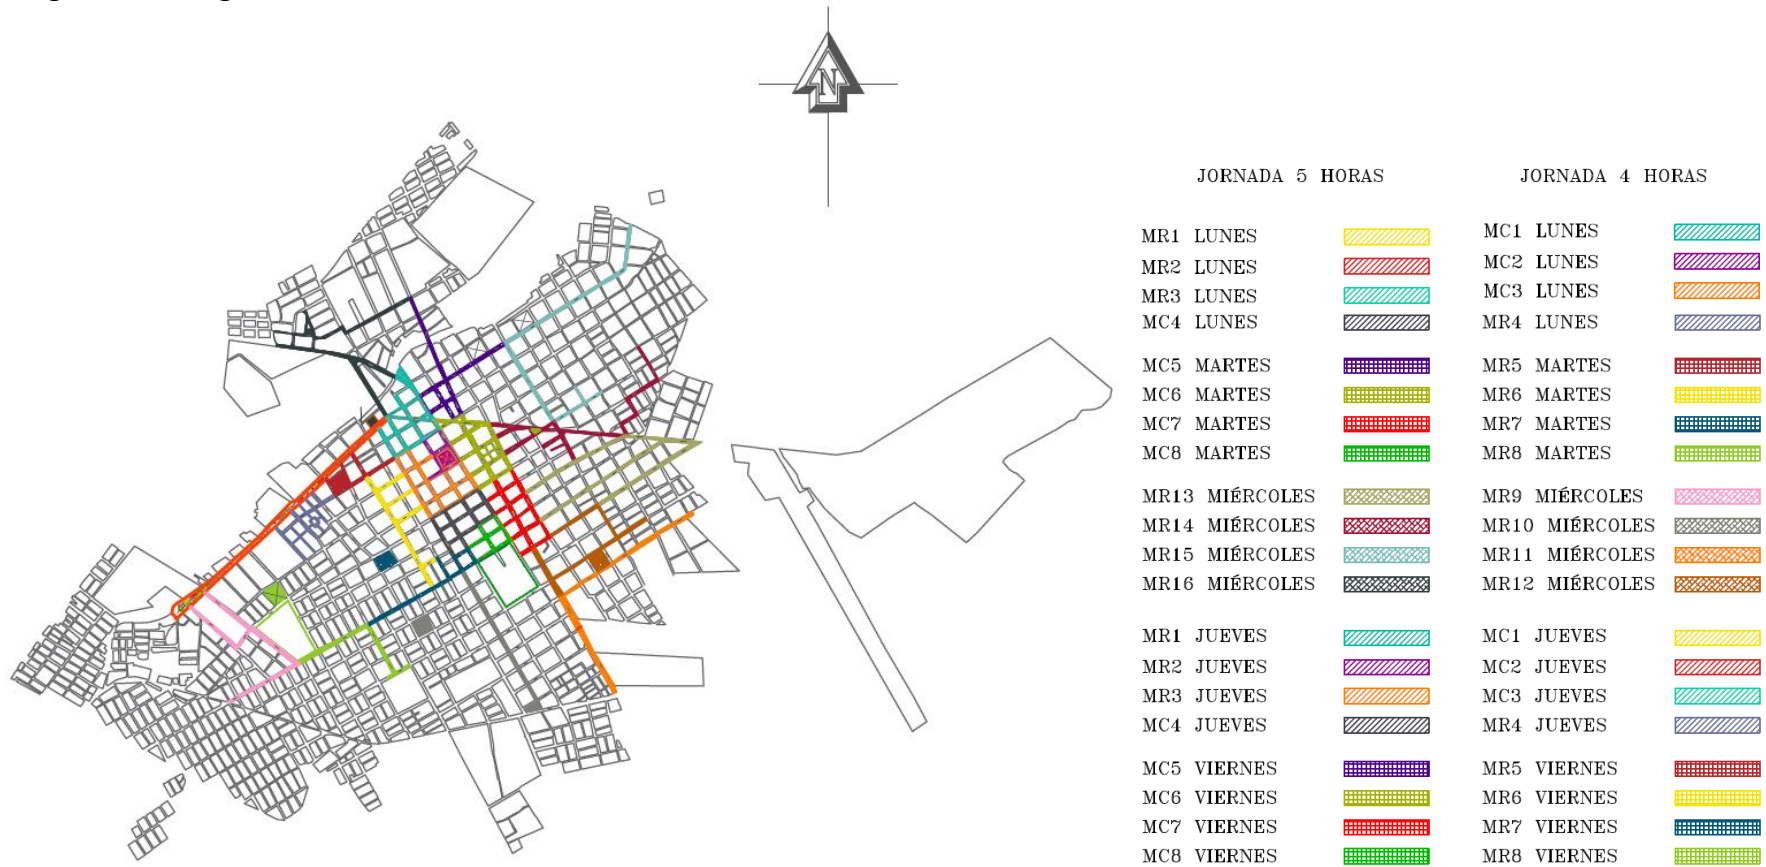 N
JORNADA 5 HORAS
MR1 LUNES
MR2 LUNES
MR3 LUNES
MC4 LUNES
MC5 MARTES
MC6 MARTES
MC7 MARTES
MC8 MARTES
MR13 MIÉRCOLES
MR14 MIÉRCOLES
MR15 MIÉRCOLES
MR16 MIÉRCOLES
MR1 JUEVES
MR2 JUEVES
MR3 JUEVES
MC4 JUEVES
MC5 VIERNES
MC6 VIERNES
MC7 VIERNES
MC8 VIERNES
JORNADA 4 HORAS
MC1 LUNES
MC2 LUNES
MC3 LUNES
MR4 LUNES
MR5 MARTES
MR6 MARTES
MR7 MARTES
MR8 MARTES
MR9 MIÉRCOLES
MR10 MIÉRCOLES
MR11 MIÉRCOLES
MR12 MIÉRCOLES
MC1 JUEVES
MC2 JUEVES
MC3 JUEVES
MR4 JUEVES
MR5 VIERNES
MR6 VIERNES
MR7 VIERNES
MR8 VIERNES